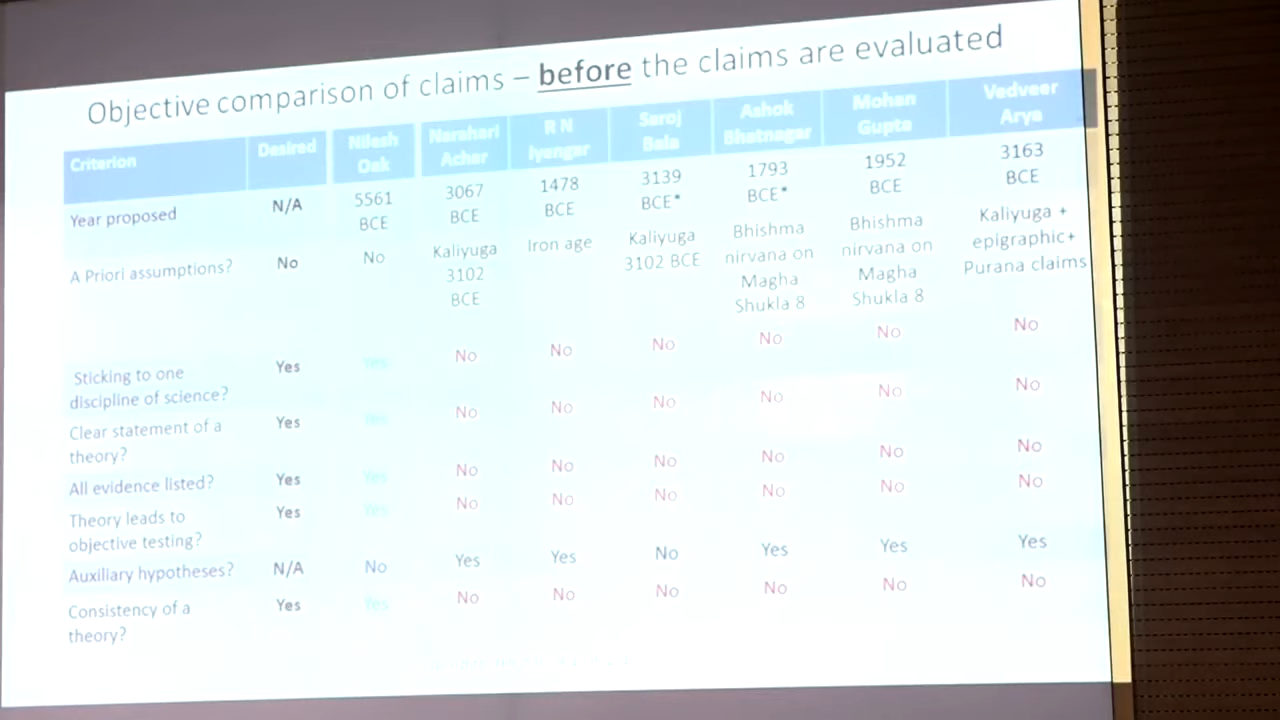 Objective comparison of claims – before the claims are evaluated
Criterion Desired Nilesh Oak Narahari Achar R N Iyengar Saroj Bala Ashok Bhatnagar Mohan Gupta Vedveer Arya
Year proposed N/A 5561 BCE 3067 BCE 1478 BCE 3139 BCE* 1793 BCE* 1952 BCE 3163 BCE
A Priori assumptions? No No Kaliyuga 3102 BCE Iron age Kaliyuga 3102 BCE Bhishma nirvana on Magha Shukla 8 Bhishma nirvana on Magha Shukla 8 Kaliyuga + epigraphic+ Purana claims
Sticking to one discipline of science? Yes Yes No No No No No No
Clear statement of a theory? Yes Yes No No No No No No
All evidence listed? Yes Yes No No No No No No
Theory leads to objective testing? Yes Yes No No No No No No
Auxiliary hypotheses? N/A No Yes Yes No Yes Yes Yes
Consistency of a theory? Yes Yes No No No No No No